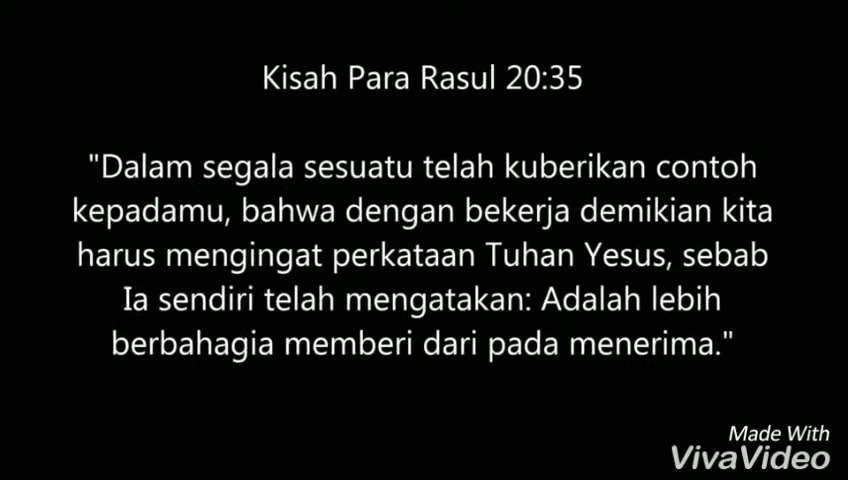 Kisah Para Rasul 20:35
"Dalam segala sesuatu telah kuberikan contoh
kepadamu, bahwa dengan bekerja demikian kita
harus mengingat perkataan Tuhan Yesus, sebab
Ia sendiri telah mengatakan: Adalah lebih
berbahagia memberi dari pada menerima."
Made With
VivaVideo